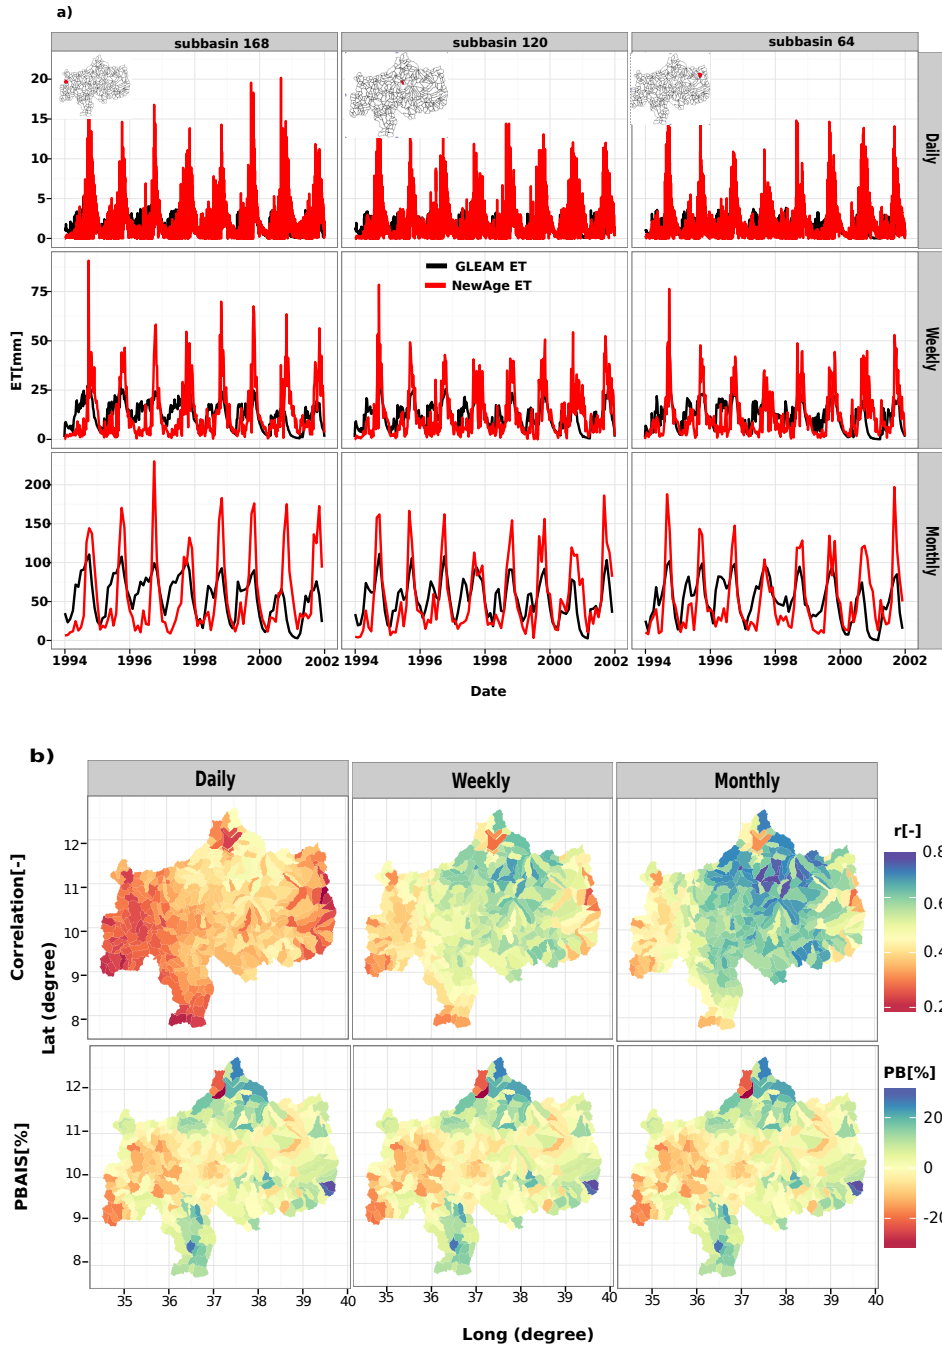 a)
subbasin 168 subbasin 120 subbasin 64
20
15
10
5
0
Daily
GLEAM ET
NewAge ET
75
50
25
0
ET[mm]
Weekly
200
150
100
50
0
Monthly
1994 1996 1998 2000 2002 1994 1996 1998 2000 2002 1994 1996 1998 2000 2002
Date
b)
Daily Weekly Monthly
12
11
10
9
8
Correlation[-]
Lat (degree)
r[-]
0.8
0.6
0.4
0.2
12
11
10
9
8
PBAIS[%]
PB[%]
20
0
-20
35 36 37 38 39 40 35 36 37 38 39 40 35 36 37 38 39 40
Long (degree)